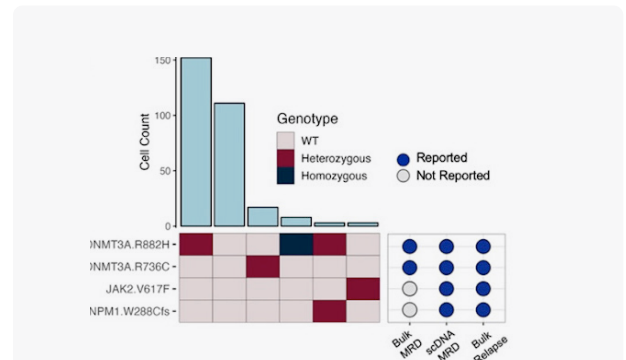 150
100
50
0
Cell Count
Genotype
WT
Heterozygous
Homozygous
Reported
Not Reported
NMT3A.R882H
NMT3A.R736C
JAK2.V617F
NPM1.W288Cfs
Bulk
MRD
scDNA
MRD
Bulk
Relapse